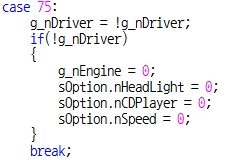 case 75:
g_nDriver = !g_nDriver;
if(!g_nDriver)
{
g_nEngine = 0;
sOption.nHeadLight = 0;
sOption.nCDPlayer = 0;
sOption.nSpeed = 0;
}
break;